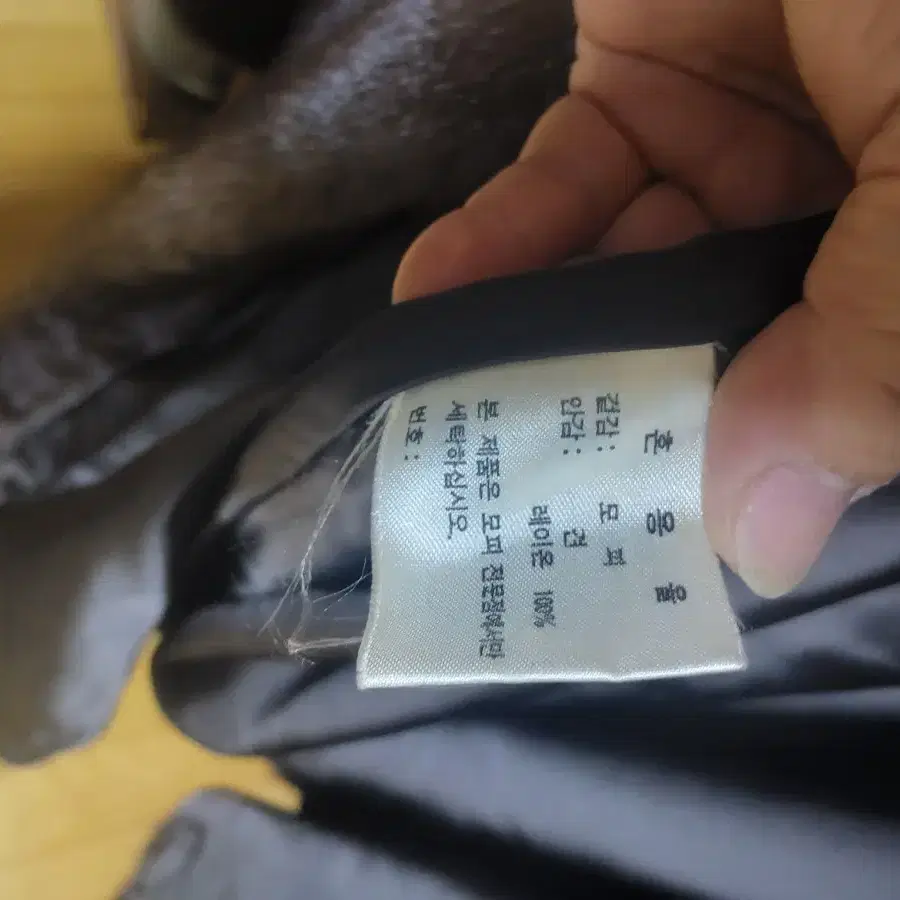 혼 용 율
겉감: 모 피
안감: 견
레이온 100%
본 제품은 모피 전문점에서만
세탁하십시오.
번호: